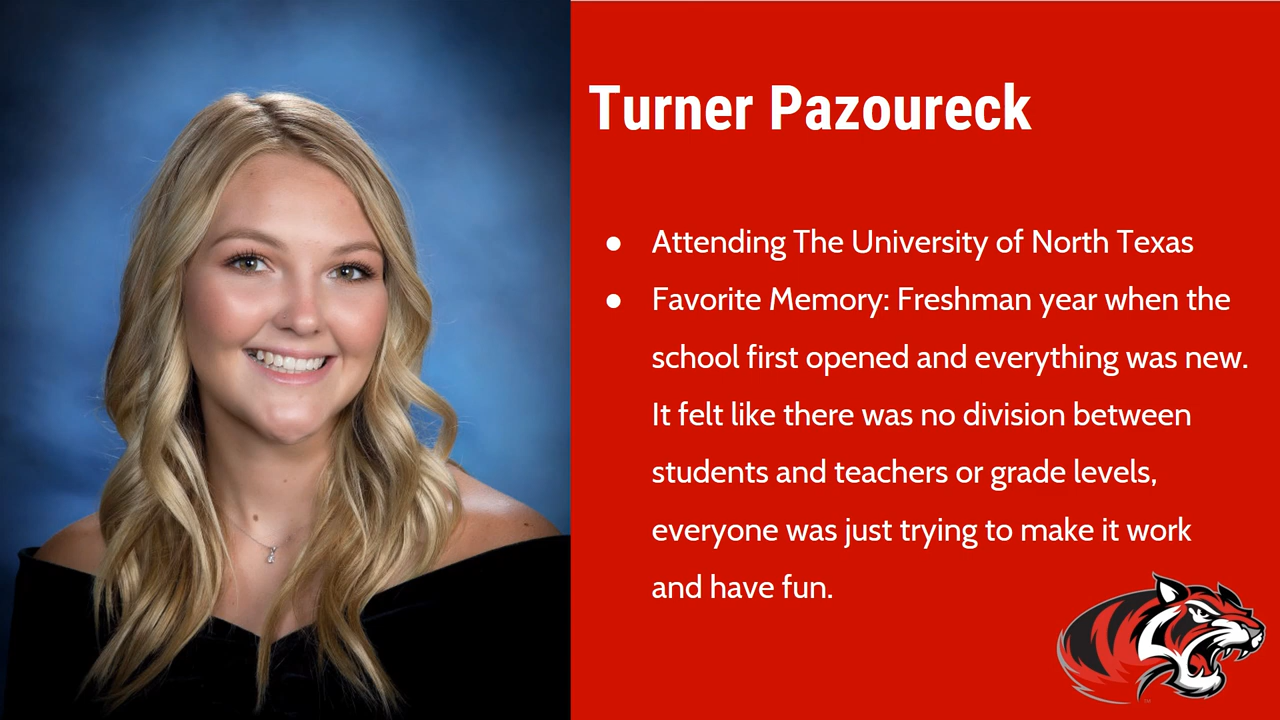 Turner Pazoureck
● Attending The University of North Texas
● Favorite Memory: Freshman year when the
school first opened and everything was new.
It felt like there was no division between
students and teachers or grade levels,
everyone was just trying to make it work
and have fun.